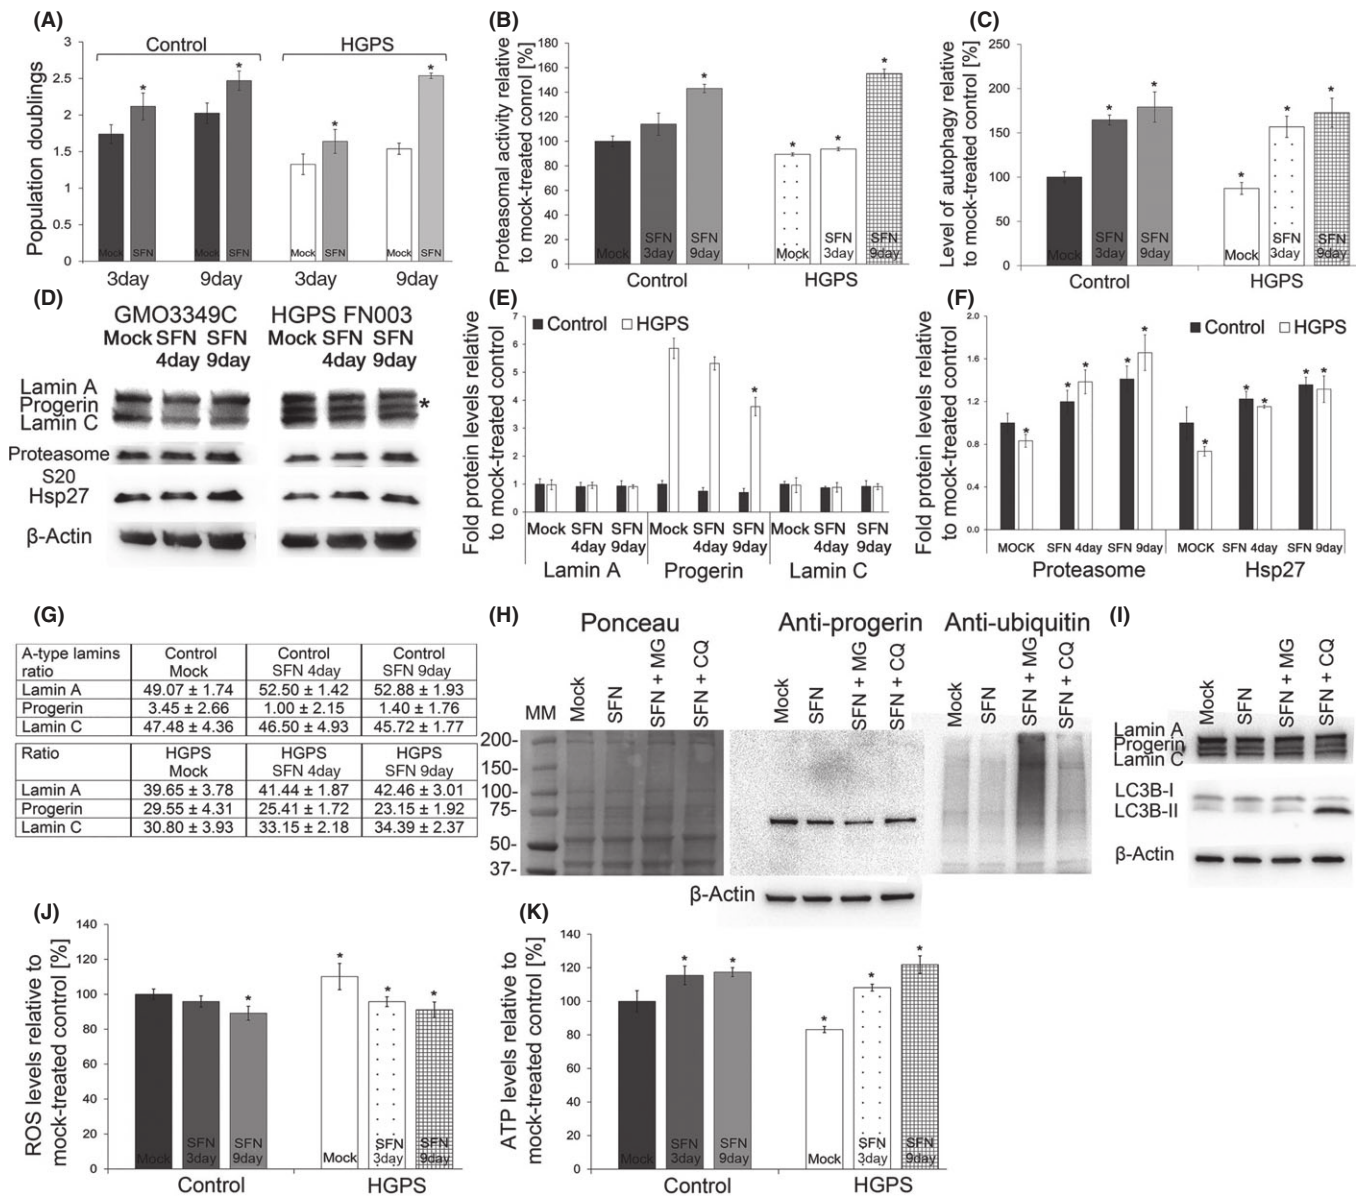 (A)
Population doublings
3
2.5
2
1.5
1
0.5
0
Control
HGPS
* * * *
Mock SFN Mock SFN Mock SFN Mock SFN
3day 9day 3day 9day
(B)
Proteasomal activity relative
to mock-treated conrol [%]
180
160
140
120
100
80
60
40
20
0
* * * *
SFN SFN SFN SFN
Mock 3day 9day Mock 3day 9day
Control HGPS
(C)
Level of autophagy relative
to mock-treated control [%]
250
200
150
100
50
0
* * * * *
SFN SFN SFN SFN
Mock 3day 9day Mock 3day 9day
Control HGPS
(D)
GMO3349C HGPS FN003
Mock SFN SFN Mock SFN SFN
4day 9day 4day 9day
Lamin A
Progerin *
Lamin C
Proteasome
S20
Hsp27
β-Actin
(E)
Fold protein levels relative
to mock-treated control
7
6
5
4
3
2
1
0
Control HGPS
*
Mock SFN SFN Mock SFN SFN Mock SFN SFN
4day 9day 4day 9day 4day 9day
Lamin A Progerin Lamin C
(F)
Fold protein levels relative
to mock-treated control
2.0
1.6
1.2
0.8
0.4
0.0
Control HGPS
* * * * * * * * * *
MOCK SFN 4day SFN 9day MOCK SFN 4day SFN 9day
Proteasome Hsp27
(G)
A-type lamins ratio Control Mock Control SFN 4day Control SFN 9day
Lamin A 49.07 ± 1.74 52.50 ± 1.42 52.88 ± 1.93
Progerin 3.45 ± 2.66 1.00 ± 2.15 1.40 ± 1.76
Lamin C 47.48 ± 4.36 46.50 ± 4.93 45.72 ± 1.77
Ratio HGPS Mock HGPS SFN 4day HGPS SFN 9day
Lamin A 39.65 ± 3.78 41.44 ± 1.87 42.46 ± 3.01
Progerin 29.55 ± 4.31 25.41 ± 1.72 23.15 ± 1.92
Lamin C 30.80 ± 3.93 33.15 ± 2.18 34.39 ± 2.37
(H)
Ponceau Anti-progerin Anti-ubiquitin
MM Mock SFN SFN + MG SFN + CQ
Mock SFN SFN + MG SFN + CQ
Mock SFN SFN + MG SFN + CQ
200-
150-
100-
75-
50-
37-
β-Actin
(I)
Mock SFN SFN + MG SFN + CQ
Lamin A
Progerin
Lamin C
LC3B-I
LC3B-II
β-Actin
(J)
ROS levels relative to
mock-treated control [%]
140
120
100
80
60
40
20
0
* * * *
SFN SFN SFN SFN
Mock 3day 9day Mock 3day 9day
Control HGPS
(K)
ATP levels relative to
mock-treated control [%]
140
120
100
80
60
40
20
0
* * * * *
SFN SFN SFN SFN
Mock 3day 9day Mock 3day 9day
Control HGPS